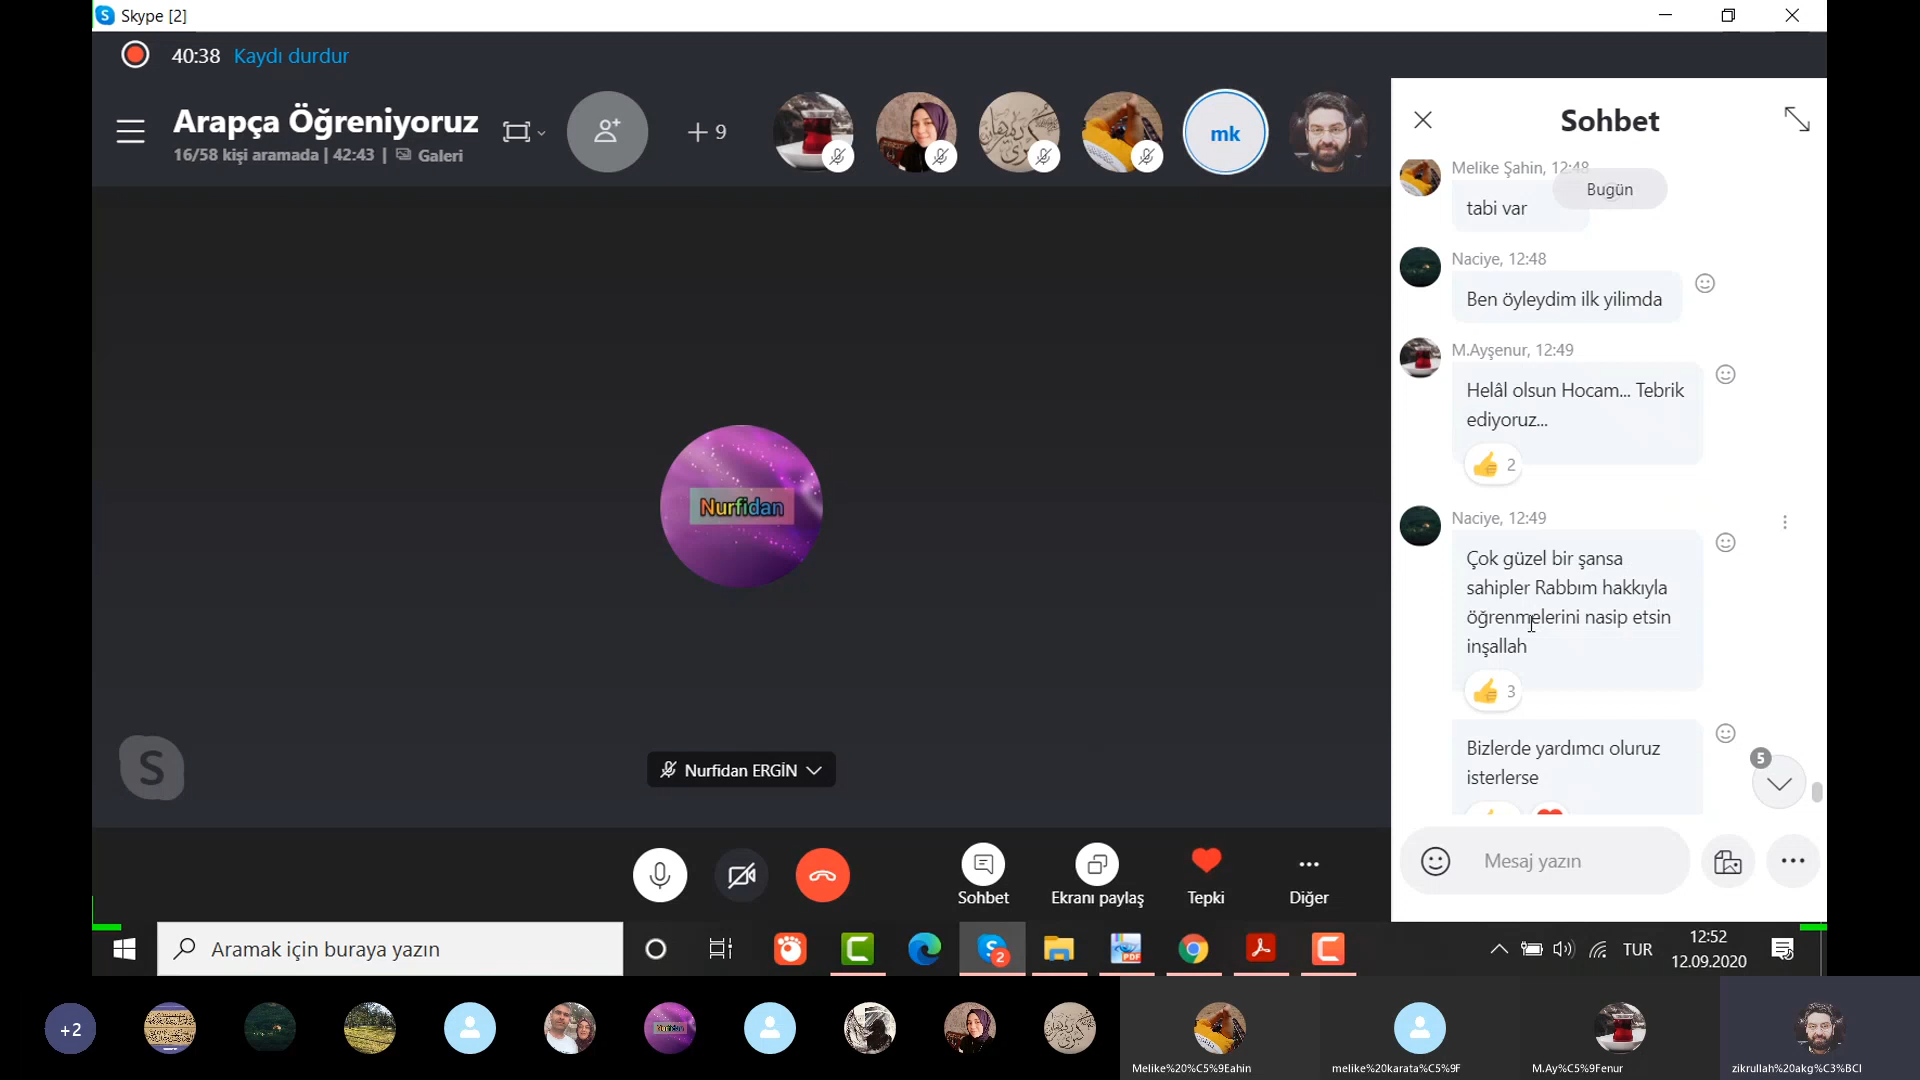 Skype [2]
40:38 Kaydı durdur
Arapça Öğreniyoruz
16/58 kişi aramada | 42:43 | Galeri
+ 9
mk
Sohbet
Melike Şahin, 12:48
Bugün
tabi var
Naciye, 12:48
Ben öyleydim ilk yilimda
M.Ayşenur, 12:49
Helâl olsun Hocam... Tebrik
ediyoruz...
2
Naciye, 12:49
Çok güzel bir şansa
sahipler Rabbım hakkıyla
öğrenmelerini nasip etsin
inşallah
3
Bizlerde yardımcı oluruz
isterlerse
5
Mesaj yazın
Nurfidan
Nurfidan ERGİN
Sohbet
Ekranı paylaş
Tepki
Diğer
Aramak için buraya yazın
2
PDF
TUR
12:52
12.09.2020
+2
Melike%20%C5%9Eahin
melike%20karata%C5%9F
M.Ay%C5%9Fenur
zikrullah%20akg%C3%BCl